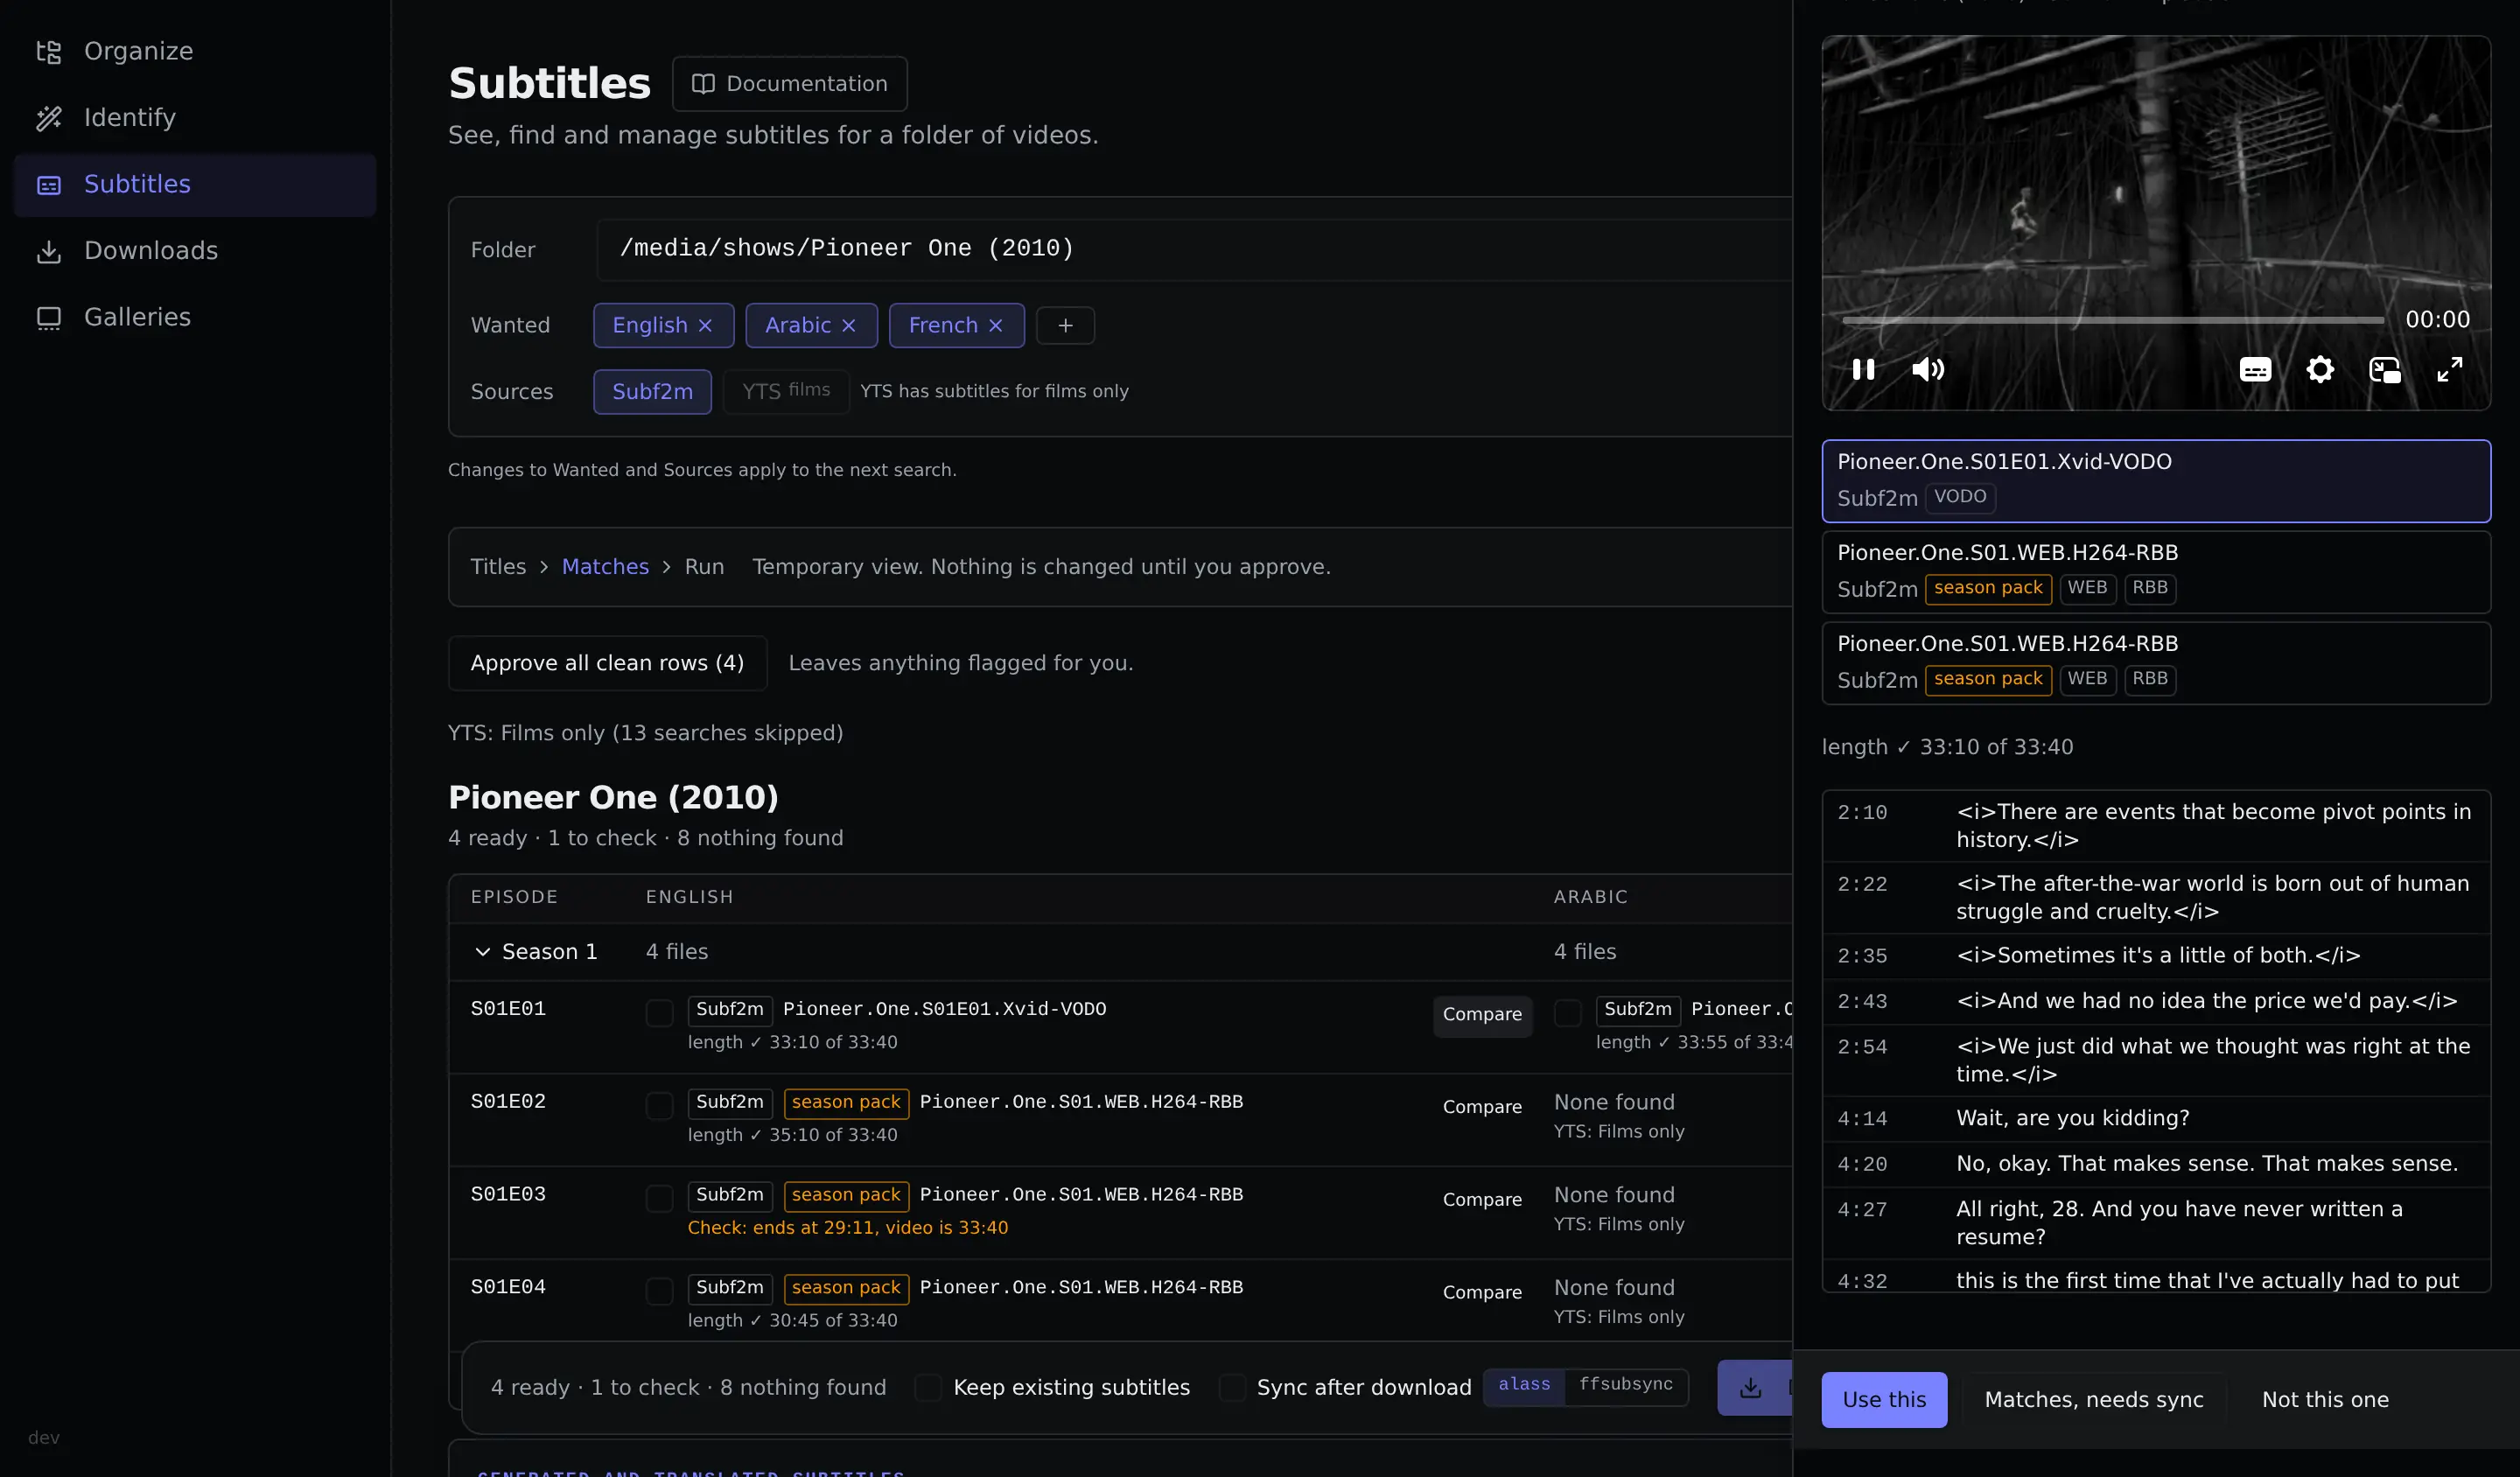 Organize
Identify
Subtitles
Downloads
Galleries
dev
Subtitles
Documentation
See, find and manage subtitles for a folder of videos.
Folder /media/shows/Pioneer One (2010)
Wanted English Arabic French +
Sources Subf2m YTS films YTS has subtitles for films only
Changes to Wanted and Sources apply to the next search.
Titles > Matches > Run Temporary view. Nothing is changed until you approve.
Approve all clean rows (4) Leaves anything flagged for you.
YTS: Films only (13 searches skipped)
Pioneer One (2010)
4 ready · 1 to check · 8 nothing found
EPISODE ENGLISH ARABIC
Season 1 4 files 4 files
S01E01 Subf2m Pioneer.One.S01E01.Xvid-VODO Compare Subf2m
length ✓ 33:10 of 33:40 length ✓ 33:55 of
S01E02 Subf2m season pack Pioneer.One.S01.WEB.H264-RBB Compare None found
length ✓ 35:10 of 33:40 YTS: Films only
S01E03 Subf2m season pack Pioneer.One.S01.WEB.H264-RBB Compare None found
Check: ends at 29:11, video is 33:40 YTS: Films only
S01E04 Subf2m season pack Pioneer.One.S01.WEB.H264-RBB Compare None found
length ✓ 30:45 of 33:40 YTS: Films only
4 ready · 1 to check · 8 nothing found Keep existing subtitles Sync after download alass ffsubsync
GENERATED AND TRANSLATED SUBTITLES
00:00
Pioneer.One.S01E01.Xvid-VODO
Subf2m VODO
Pioneer.One.S01.WEB.H264-RBB
Subf2m season pack WEB RBB
Pioneer.One.S01.WEB.H264-RBB
Subf2m season pack WEB RBB
length ✓ 33:10 of 33:40
2:10 <i>There are events that become pivot points in
history.</i>
2:22 <i>The after-the-war world is born out of human
struggle and cruelty.</i>
2:35 <i>Sometimes it's a little of both.</i>
2:43 <i>And we had no idea the price we'd pay.</i>
2:54 <i>We just did what we thought was right at the
time.</i>
4:14 Wait, are you kidding?
4:20 No, okay. That makes sense. That makes sense.
4:27 All right, 28. And you have never written a
resume?
4:32 this is the first time that I've actually had to put
Use this Matches, needs sync Not this one